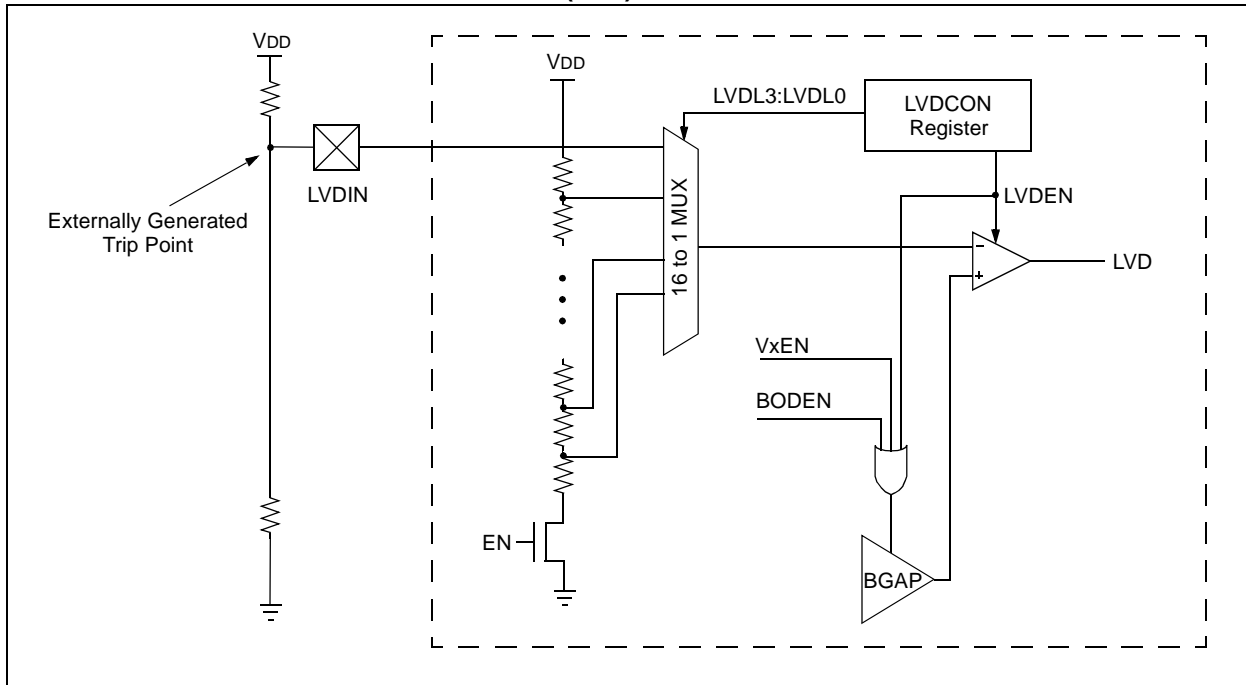 VDD
VDD
LVDL3:LVDL0
LVDCON
Register
LVDIN
16 to 1 MUX
LVDEN
Externally Generated
Trip Point
-
+
LVD
VxEN
BODEN
EN
BGAP